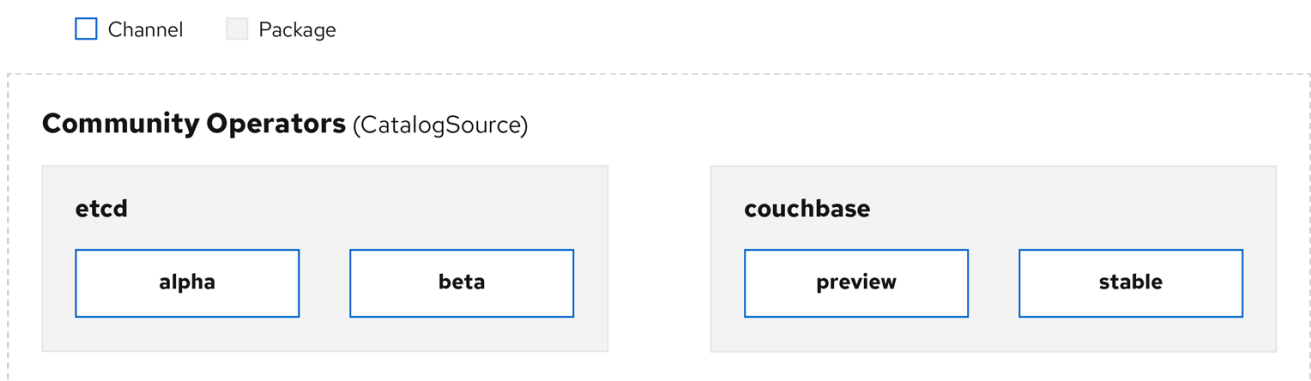 Channel Package
Community Operators (CatalogSource)
etcd couchbase
alpha beta preview stable